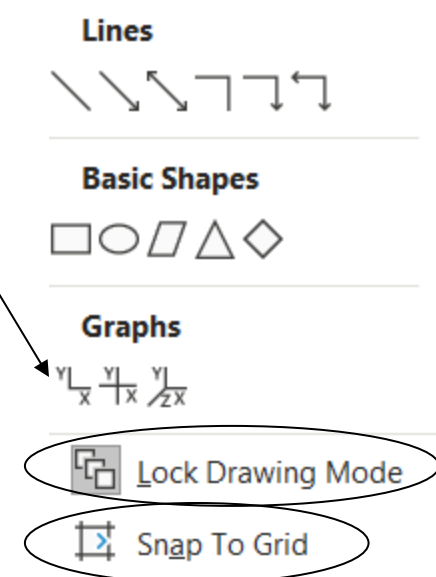 Lines
Basic Shapes
Graphs
Y X Y X Y Z X
Lock Drawing Mode
Snap To Grid